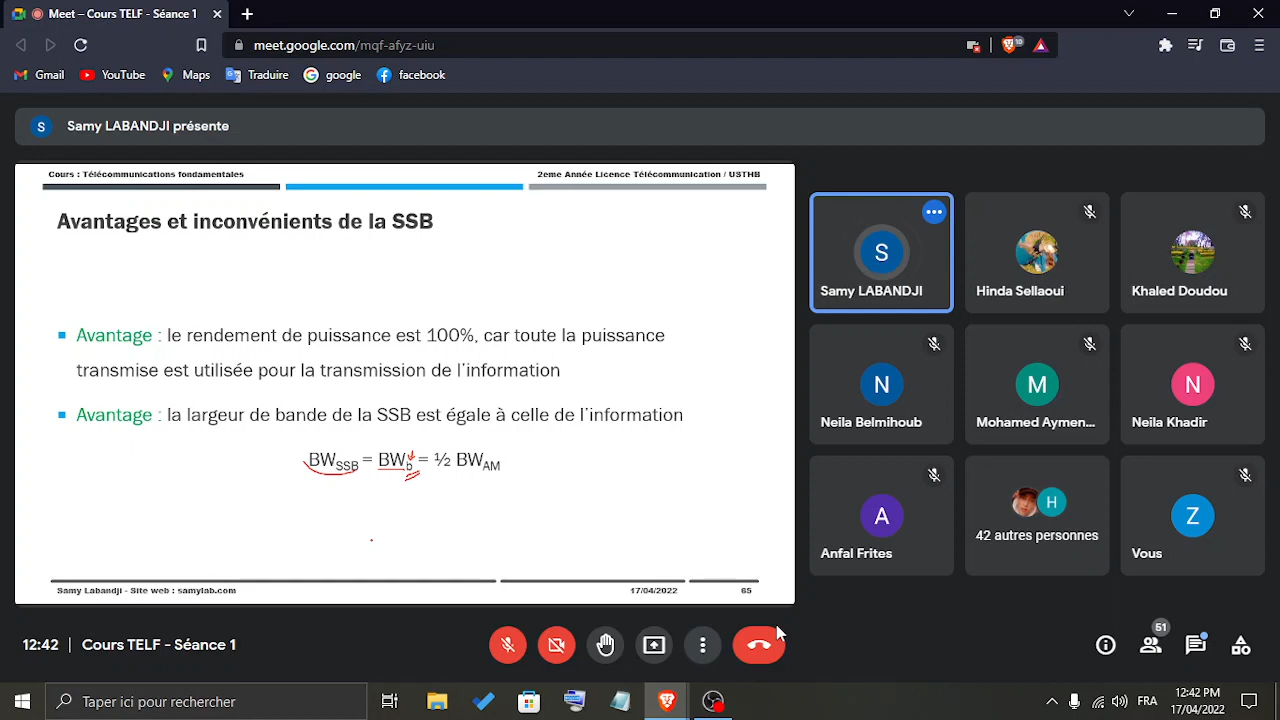 Meet – Cours TELF - Séance 1
meet.google.com/mqf-afyz-uiu
10
Gmail
YouTube
Maps
Traduire
google
facebook
S
Samy LABANDJI présente
Cours : Télécommunications fondamentales
2eme Année Licence Télécommunication / USTHB
Avantages et inconvénients de la SSB
Avantage : le rendement de puissance est 100%, car toute la puissance
transmise est utilisée pour la transmission de l'information
Avantage : la largeur de bande de la SSB est égale à celle de l'information
BWSSB = BWb = ½ BWAM
Samy Labandji - Site web : samylab.com
17/04/2022
65
S
Samy LABANDJI
Hinda Sellaoui
Khaled Doudou
N
Neila Belmihoub
M
Mohamed Aymen...
N
Neila Khadir
A
Anfal Frites
H
42 autres personnes
Z
Vous
12:42
Cours TELF - Séance 1
51
Taper ici pour rechercher
FRA
12:42 PM
17/04/2022